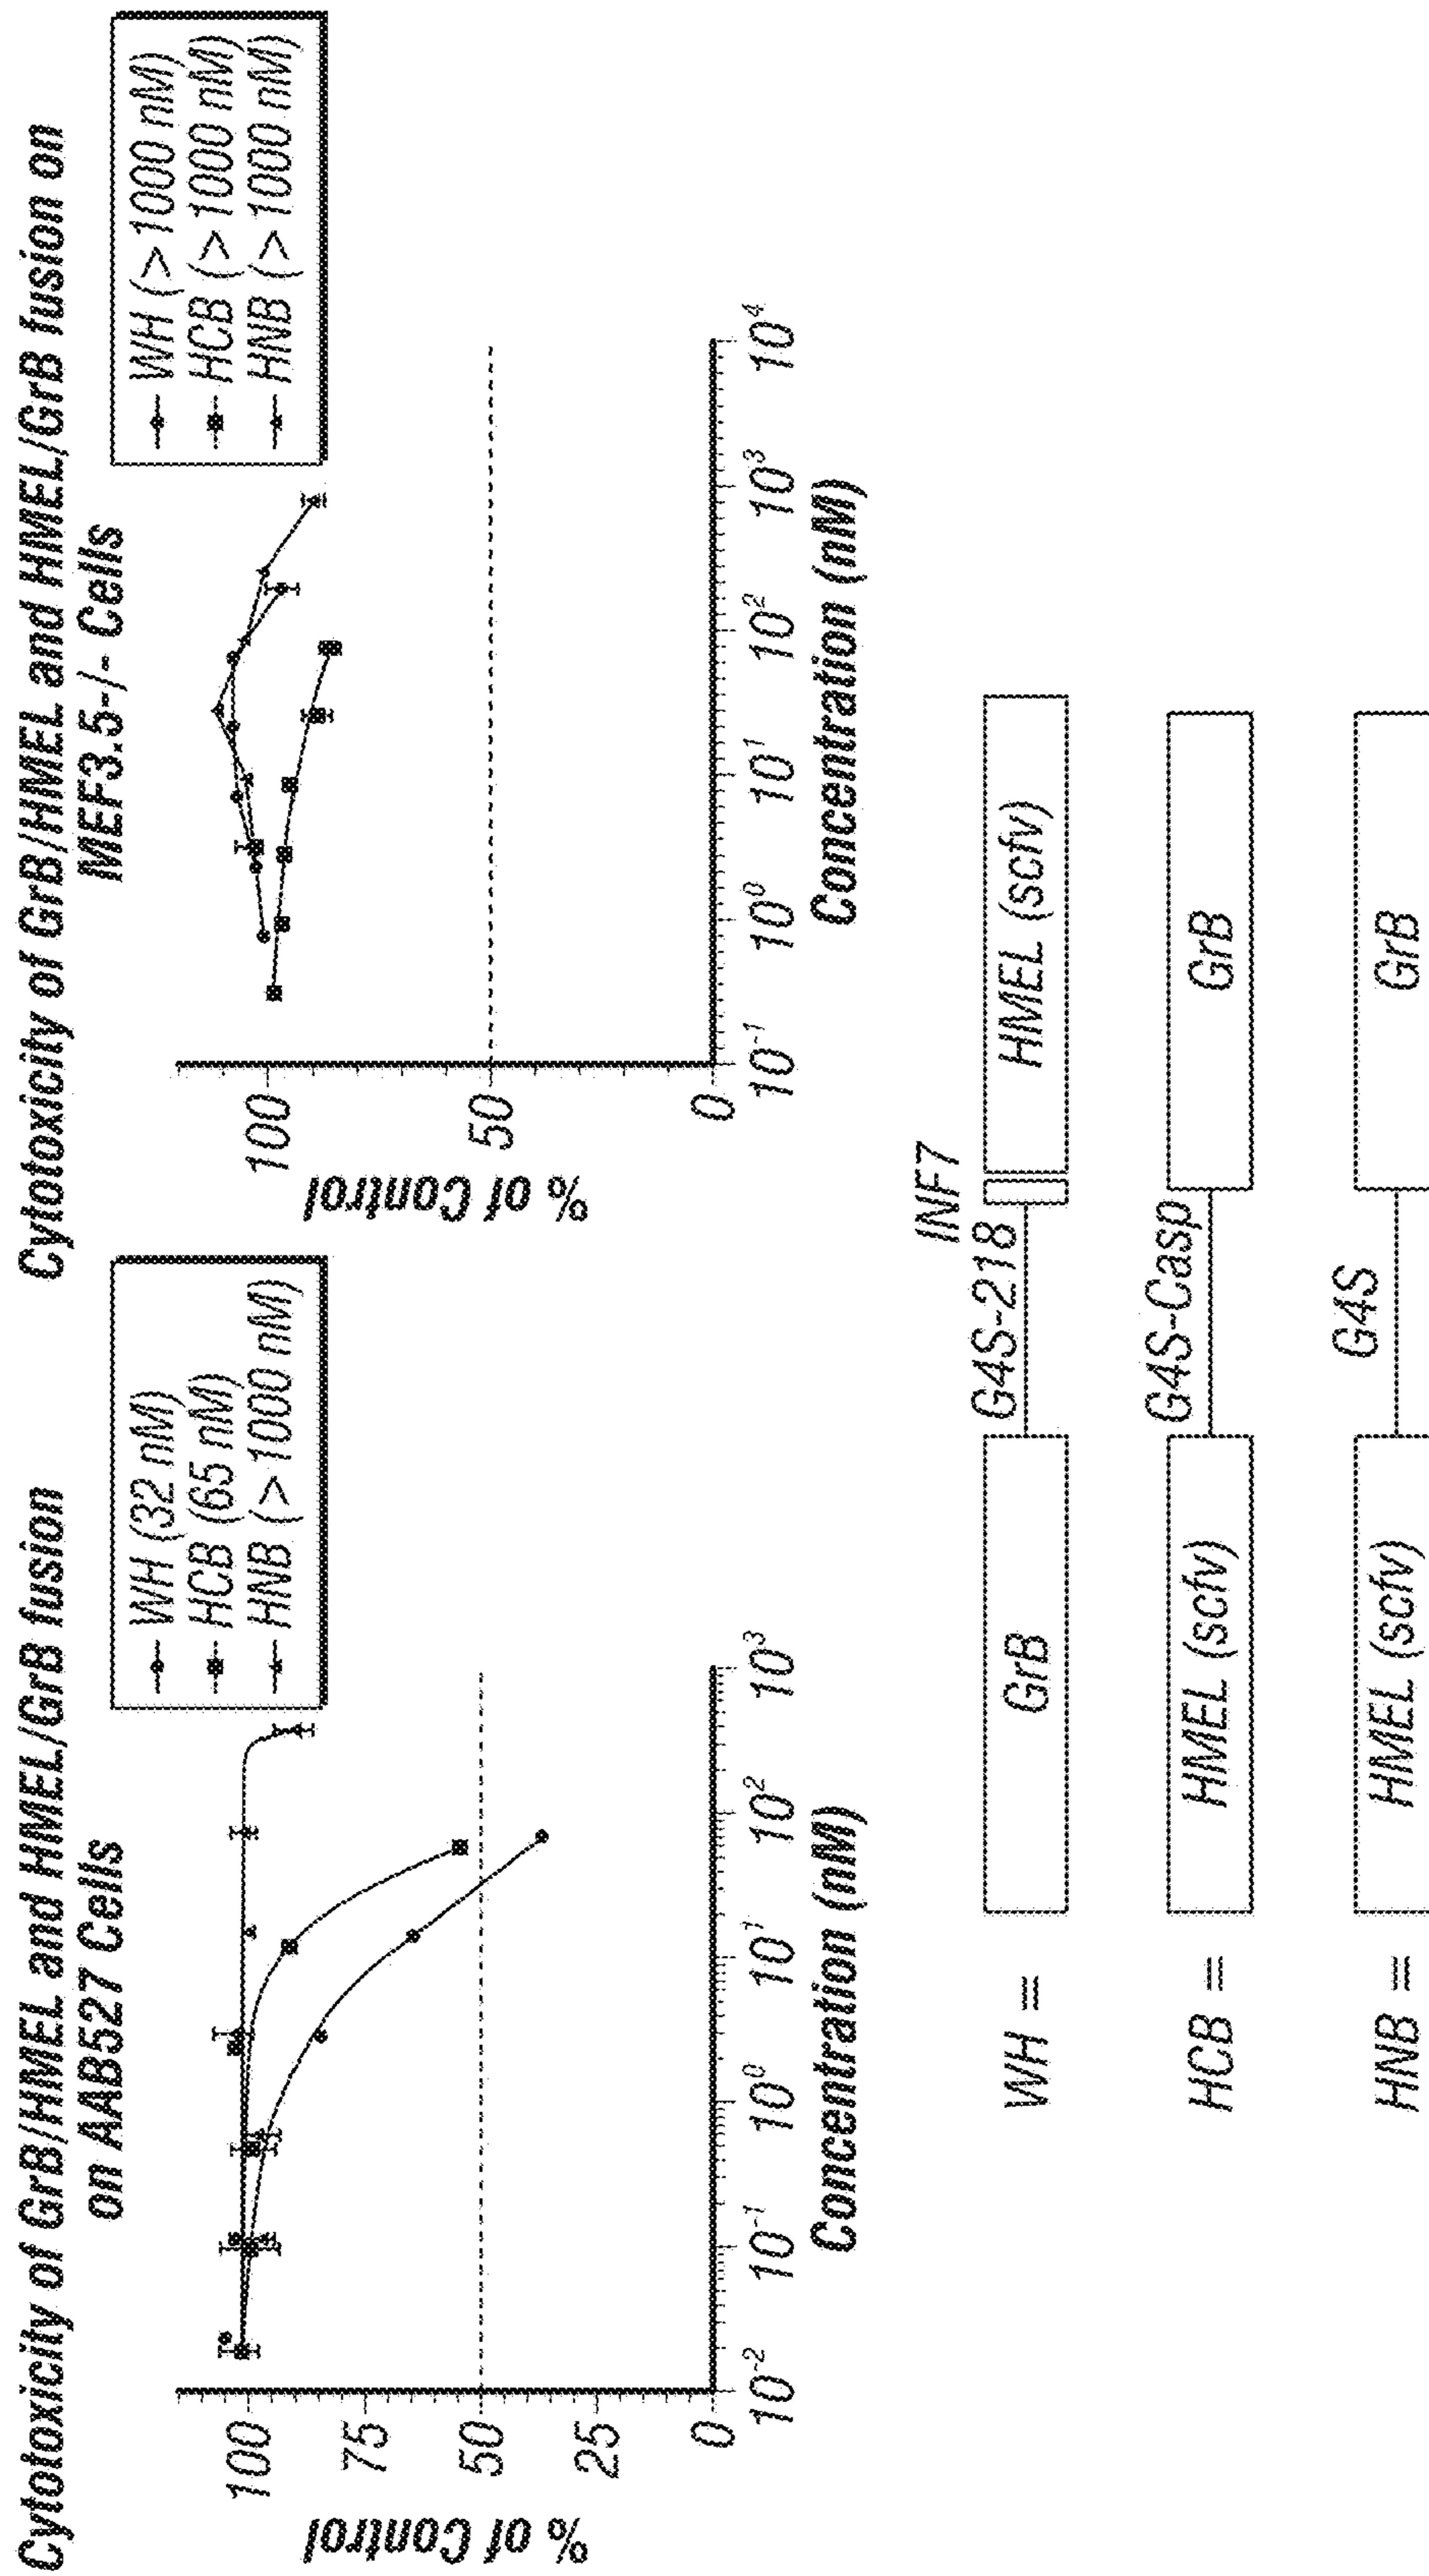 Cytotoxicity of GrB/HMEL and HMEL/GrB fusion
on AAB527 Cells
WH (32 nM)
HCB (65 nM)
HNB (>1000 nM)
% of Control
100
75
50
25
0
10-2
10-1
100
101
102
103
Concentration (nM)
Cytotoxicity of GrB/HMEL and HMEL/GrB fusion on
MEF3.5-/- Cells
WH (>1000 nM)
HCB (>1000 nM)
HNB (>1000 nM)
% of Control
100
50
0
10-1
100
101
102
103
104
Concentration (nM)
INF7
WH = GrB G4S-218 HMEL (scfv)
HCB = HMEL (scfv) G4S-Casp GrB
HNB = HMEL (scfv) G4S GrB